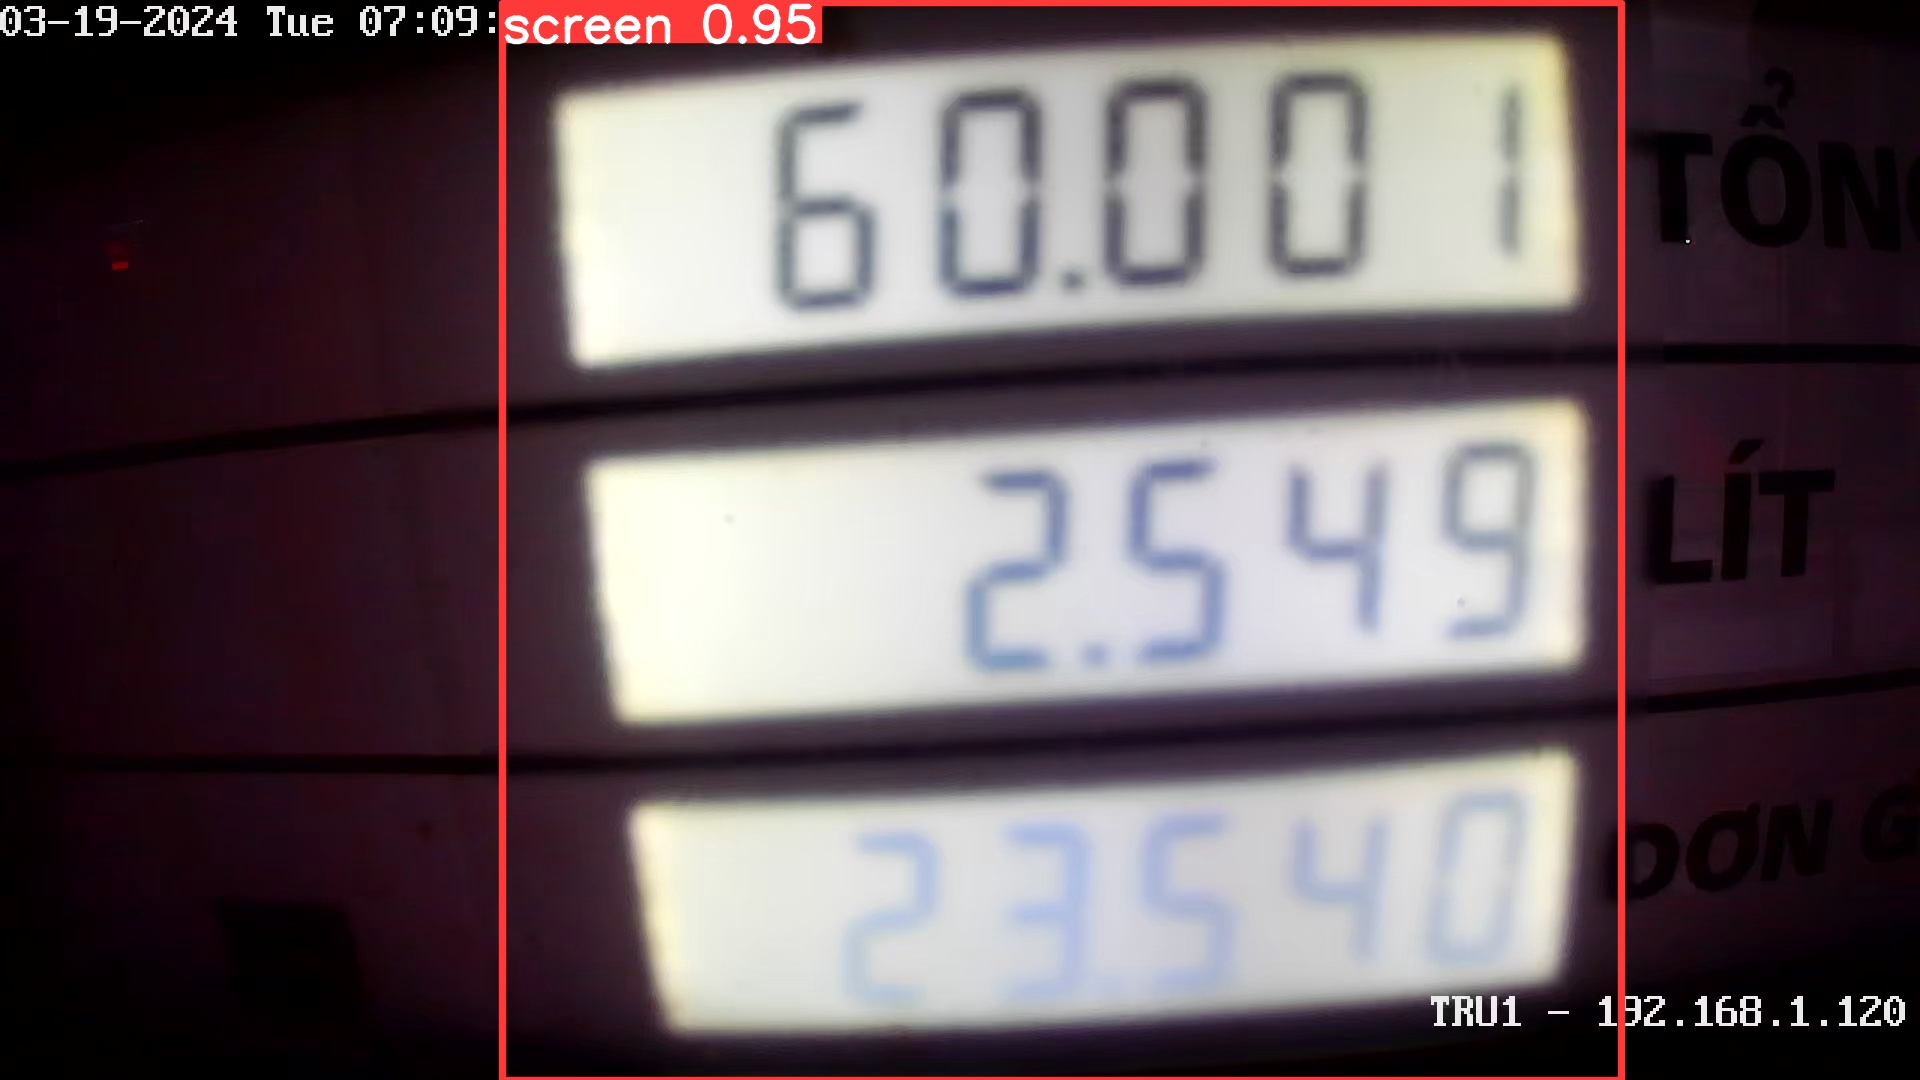 03-19-2024 Tue 07:09:
screen 0.95
60.001
TỔNG
2.549
LÍT
23.540
ĐƠN G
TRU1 - 192.168.1.120